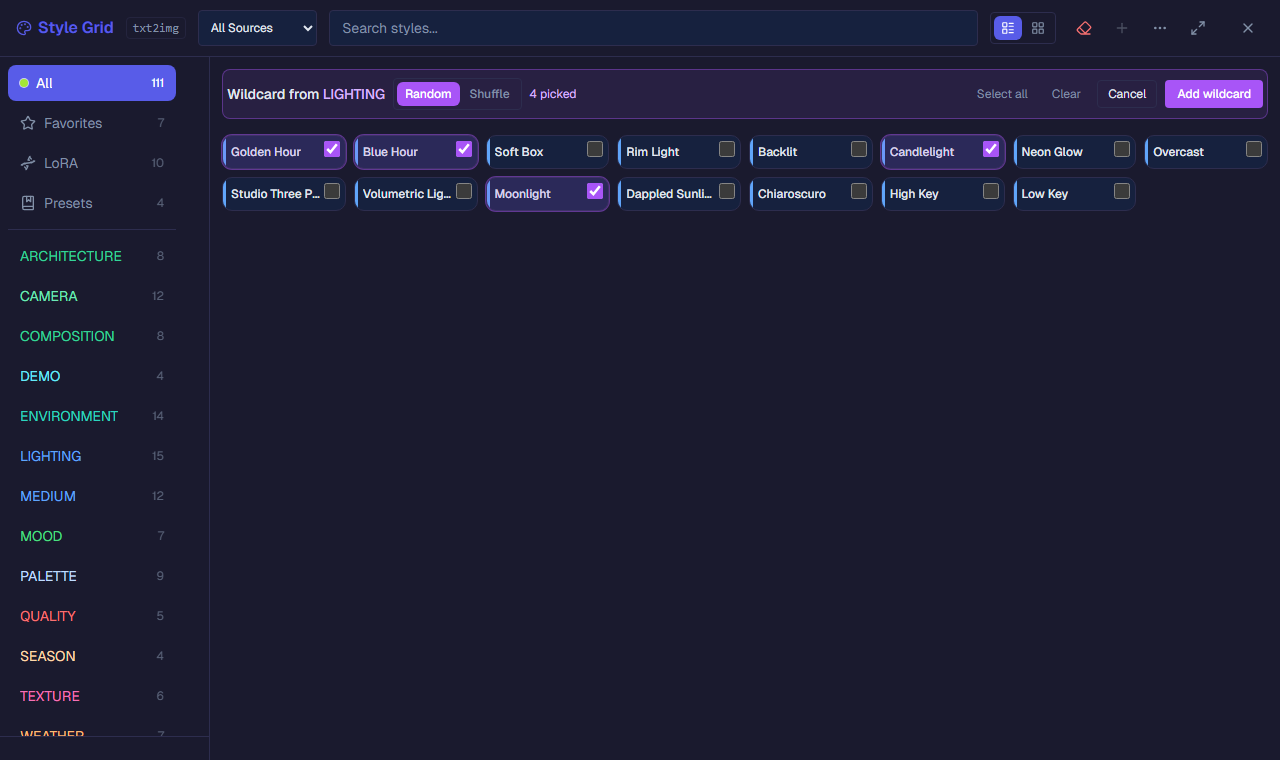 Style Grid txt2img All Sources Search styles...
All 111
Favorites 7
LoRA 10
Presets 4
ARCHITECTURE 8
CAMERA 12
COMPOSITION 8
DEMO 4
ENVIRONMENT 14
LIGHTING 15
MEDIUM 12
MOOD 7
PALETTE 9
QUALITY 5
SEASON 4
TEXTURE 6
WEATHER 7
Wildcard from LIGHTING Random Shuffle 4 picked Select all Clear Cancel Add wildcard
Golden Hour Blue Hour Soft Box Rim Light Backlit Candlelight Neon Glow Overcast
Studio Three P... Volumetric Lig... Moonlight Dappled Sunli... Chiaroscuro High Key Low Key